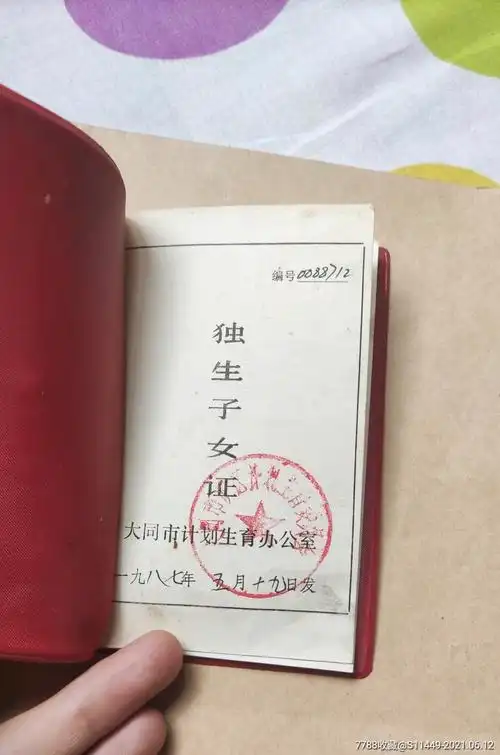 编号0088712
独生子女证
大同市计划生育办公室
一九八七年 五月十九日发
7788收藏@S11449-2021.06.12